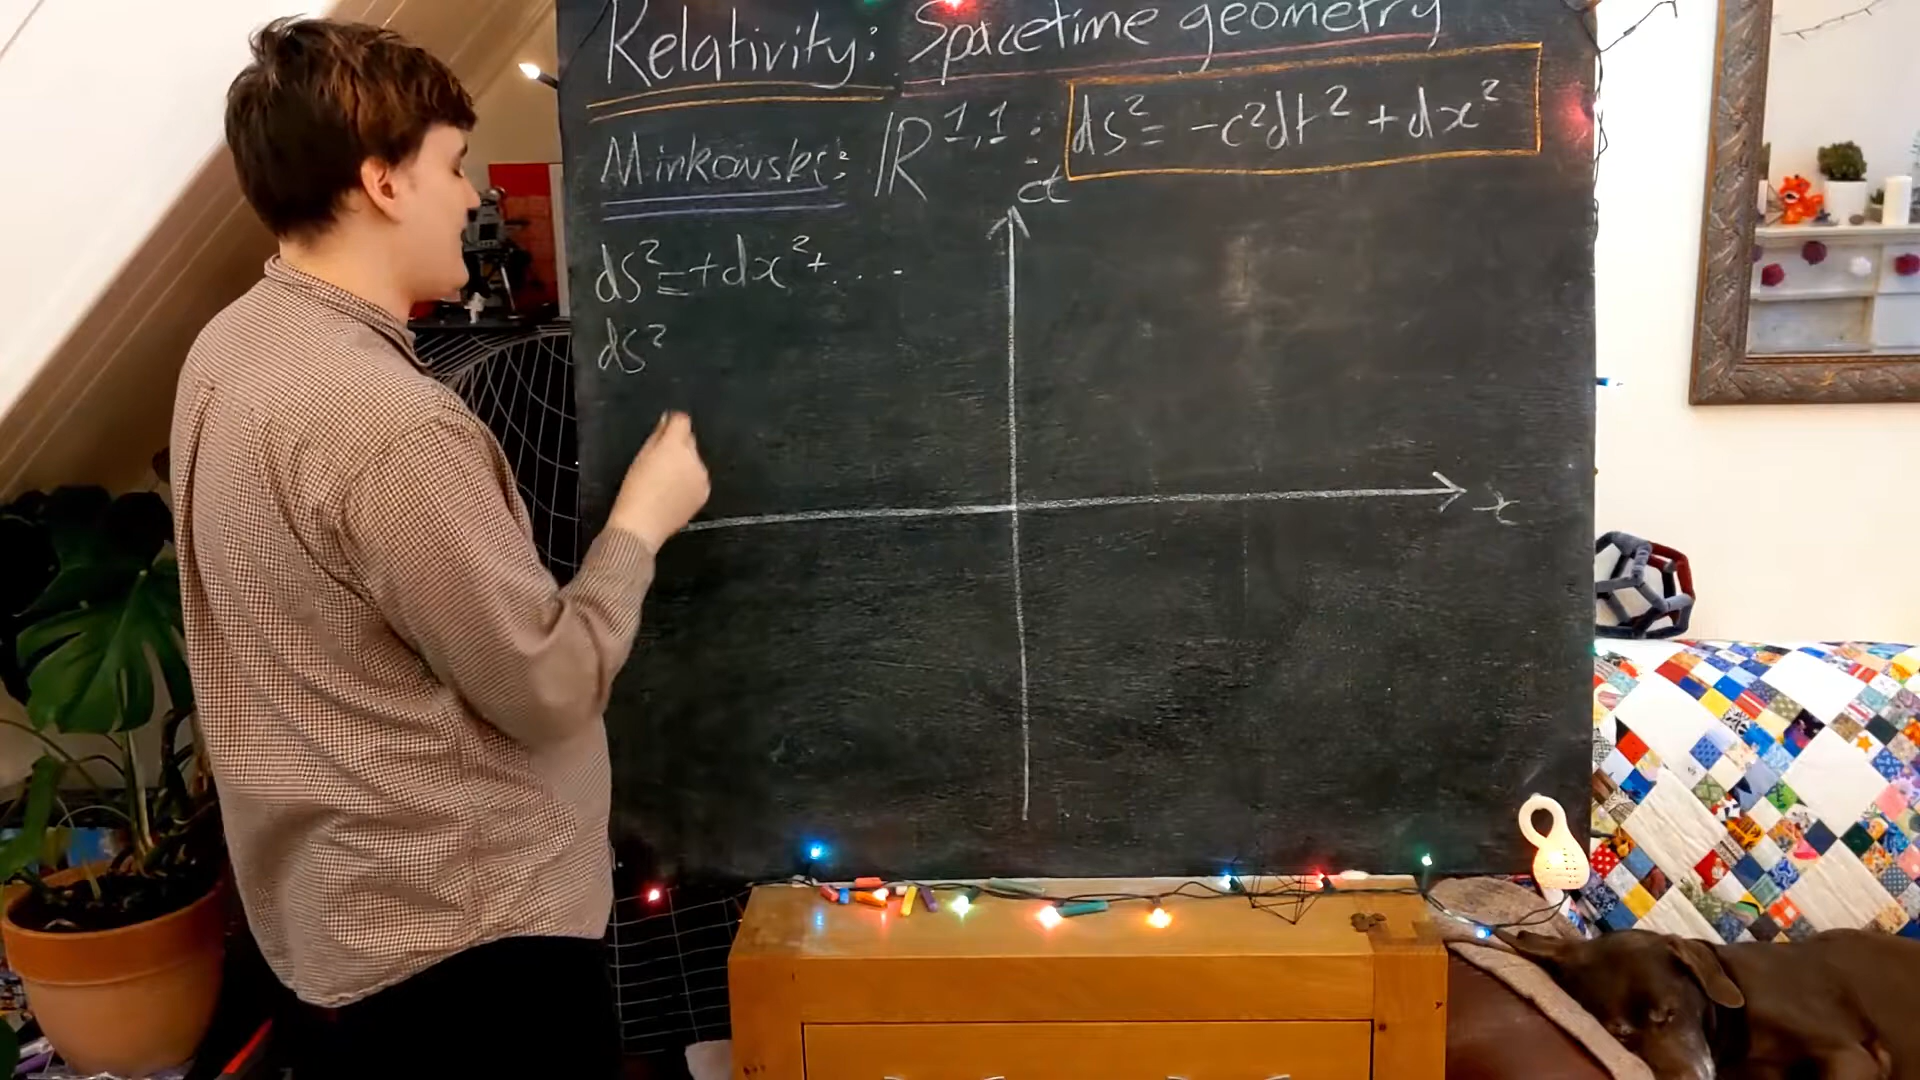 Relativity: Spacetime geometry
Minkowski: ℝ^1,1 : ds² = -c²dt² + dx²
ct
ds² = +dx² + ...
ds²
x